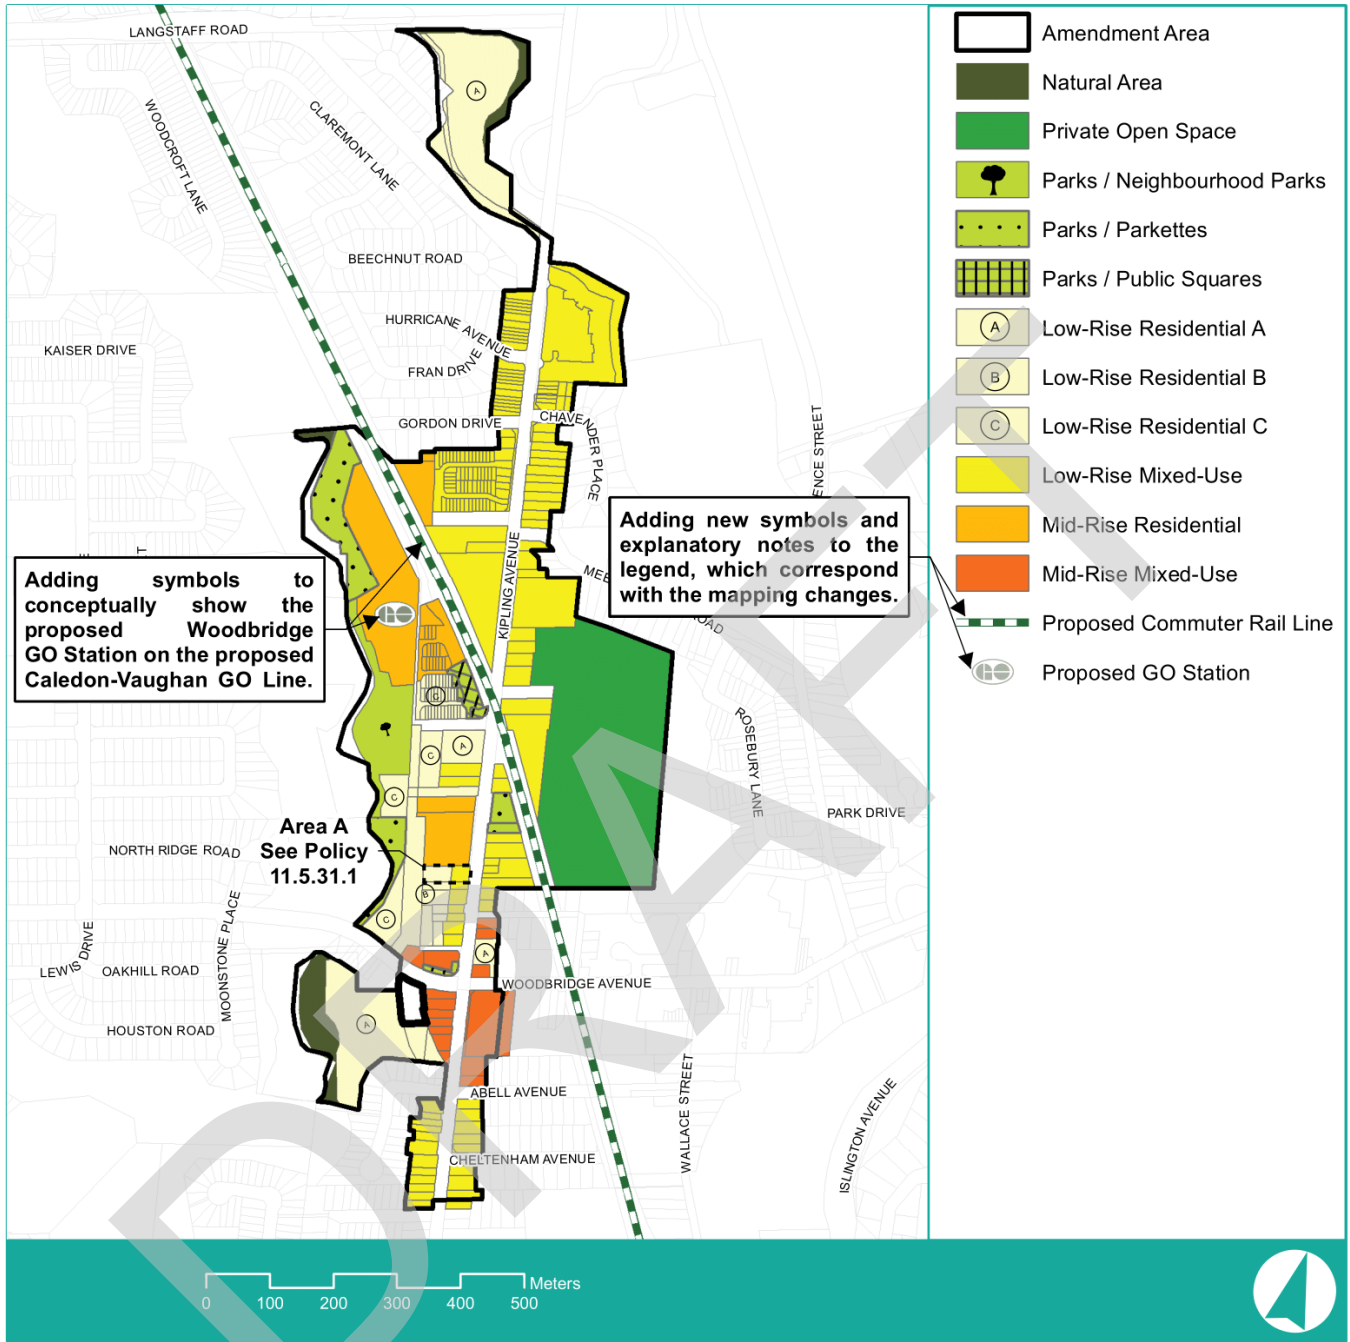 LANGSTAFF ROAD
WOODCROFT LANE
CLAREMONT LANE
BEECHNUT ROAD
HURRICANE AVENUE
KAISER DRIVE
FRAN DRIVE
GORDON DRIVE
CHAVENDER PLACE
ENCE STREET
KIPLING AVENUE
Adding new symbols and
explanatory notes to the
legend, which correspond
with the mapping changes.
Adding symbols to
conceptually show the
proposed Woodbridge
GO Station on the proposed
Caledon-Vaughan GO Line.
GO
ROAD
ROSEBURY LANE
PARK DRIVE
Area A
See Policy
11.5.31.1
NORTH RIDGE ROAD
MOONSTONE PLACE
LEWIS DRIVE
OAKHILL ROAD
HOUSTON ROAD
WOODBRIDGE AVENUE
ABELL AVENUE
WALLACE STREET
ISLINGTON AVENUE
CHELTENHAM AVENUE
A
C
C
A
C
B
C
A
A
Amendment Area
Natural Area
Private Open Space
Parks / Neighbourhood Parks
Parks / Parkettes
Parks / Public Squares
A Low-Rise Residential A
B Low-Rise Residential B
C Low-Rise Residential C
Low-Rise Mixed-Use
Mid-Rise Residential
Mid-Rise Mixed-Use
Proposed Commuter Rail Line
GO Proposed GO Station
DRAFT
Meters
0 100 200 300 400 500